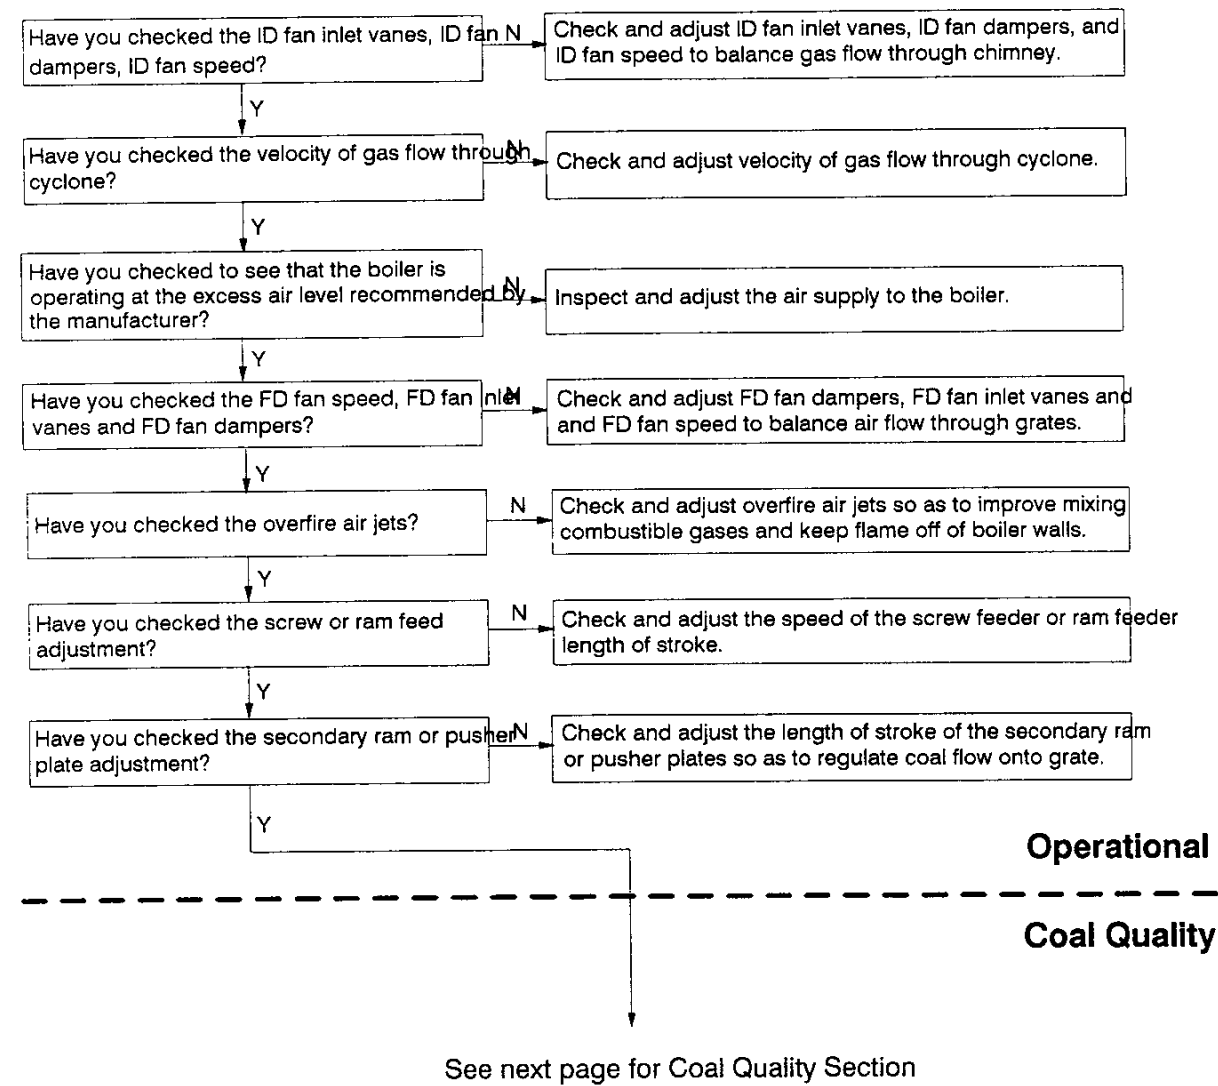 Have you checked the ID fan inlet vanes, ID fan
dampers, ID fan speed?
N
Check and adjust ID fan inlet vanes, ID fan dampers, and
ID fan speed to balance gas flow through chimney.
Y
Have you checked the velocity of gas flow through
cyclone?
N
Check and adjust velocity of gas flow through cyclone.
Y
Have you checked to see that the boiler is
operating at the excess air level recommended by
the manufacturer?
N
Inspect and adjust the air supply to the boiler.
Y
Have you checked the FD fan speed, FD fan inlet
vanes and FD fan dampers?
N
Check and adjust FD fan dampers, FD fan inlet vanes and
and FD fan speed to balance air flow through grates.
Y
Have you checked the overfire air jets?
N
Check and adjust overfire air jets so as to improve mixing
combustible gases and keep flame off of boiler walls.
Y
Have you checked the screw or ram feed
adjustment?
N
Check and adjust the speed of the screw feeder or ram feeder
length of stroke.
Y
Have you checked the secondary ram or pusher
plate adjustment?
N
Check and adjust the length of stroke of the secondary ram
or pusher plates so as to regulate coal flow onto grate.
Y
Operational
Coal Quality
See next page for Coal Quality Section